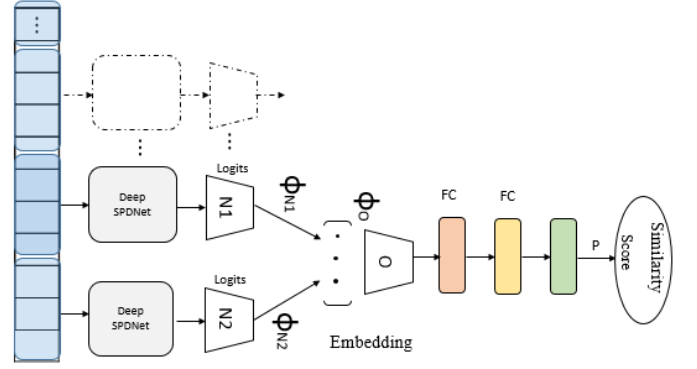 Logits
Deep
SPDNet
N1
ΦN1
ΦO
FC
FC
O
P
Similarity
Score
Logits
Deep
SPDNet
N2
ΦN2
Embedding